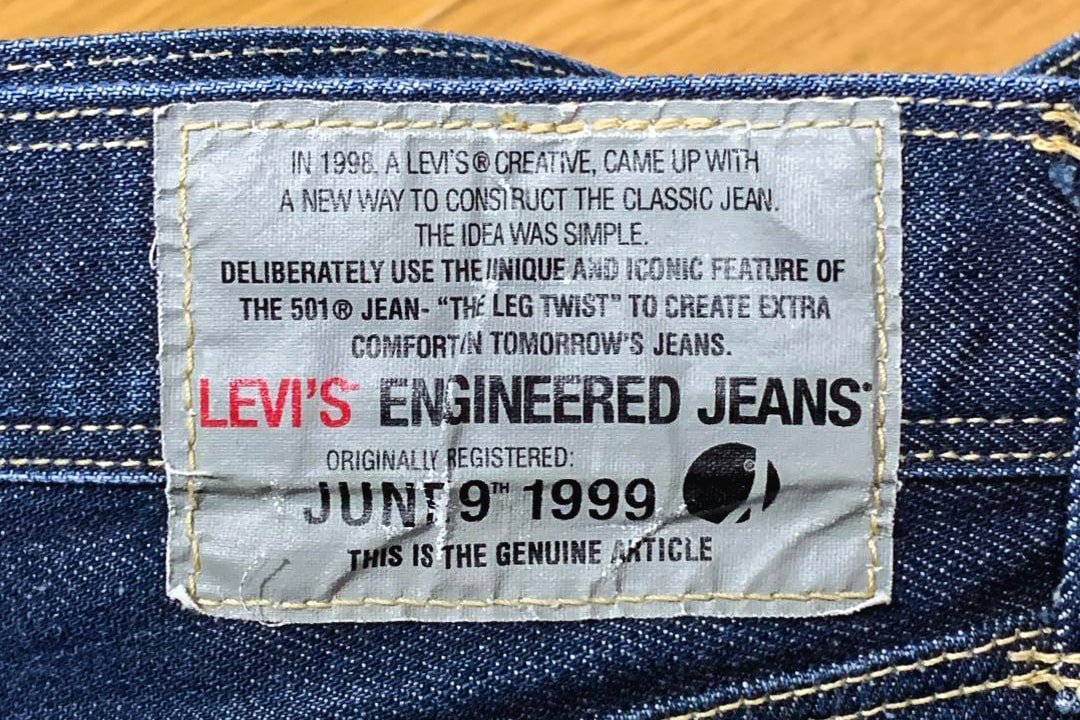 IN 1998, A LEVI'S® CREATIVE, CAME UP WITH
A NEW WAY TO CONSTRUCT THE CLASSIC JEAN.
THE IDEA WAS SIMPLE.
DELIBERATELY USE THE UNIQUE AND ICONIC FEATURE OF
THE 501® JEAN- "THE LEG TWIST" TO CREATE EXTRA
COMFORT IN TOMORROW'S JEANS.
LEVI'S™ ENGINEERED JEANS®
ORIGINALLY REGISTERED:
JUNE 9TH 1999 ®
THIS IS THE GENUINE ARTICLE